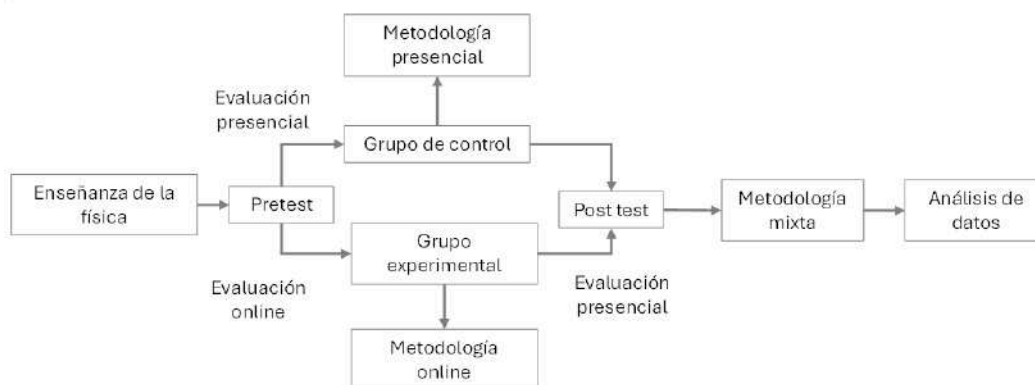 Metodología
presencial
Evaluación
presencial
Grupo de control
Enseñanza de la
física
Pretest
Post test
Metodología
mixta
Análisis de
datos
Grupo
experimental
Evaluación
online
Evaluación
presencial
Metodología
online